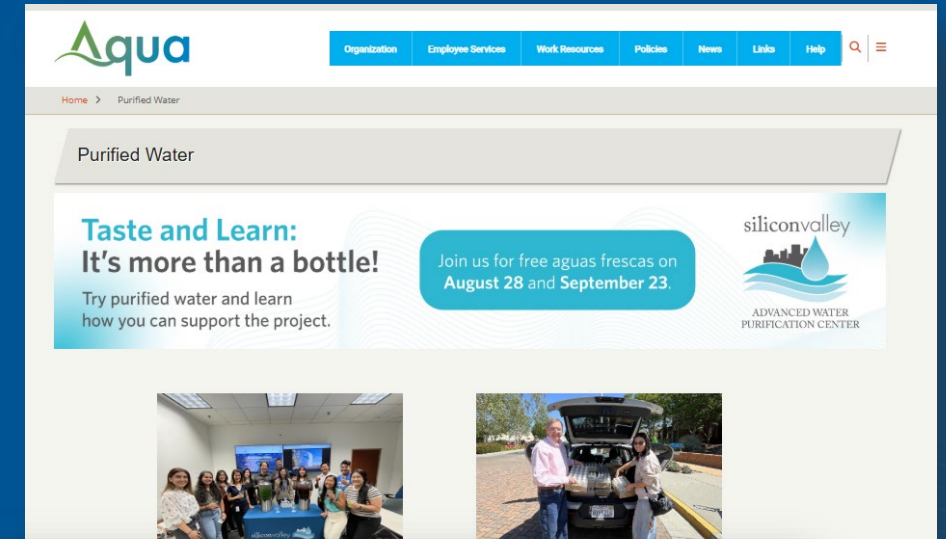 Aqua
Organization Employee Services Work Resources Policies News Links Help
Home > Purified Water
Purified Water
Taste and Learn:
It's more than a bottle!
Try purified water and learn
how you can support the project.
Join us for free aguas frescas on
August 28 and September 23.
siliconvalley
ADVANCED WATER
PURIFICATION CENTER
siliconvalley